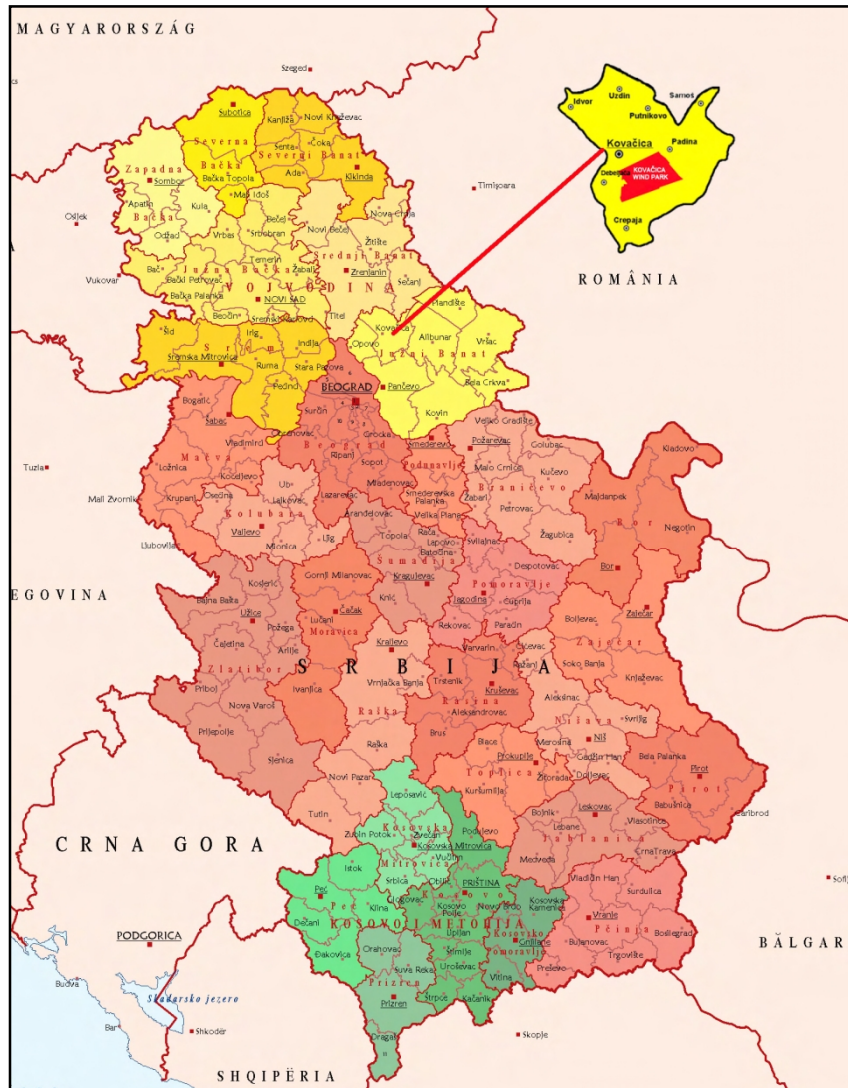 MAGYARORSZÁG
Szeged
Subotica
Kanjiža
Novi Kneževac
Severna
Bačka
Senta
Čoka
Severni Banat
Zapadna
Bačka
Bačka Topola
Ada
Kikinda
Sombor
Mali Iđoš
Apatin
Kula
Nova Crnja
Timișoara
Odžaci
Vrbas
Bečej
Srbobran
Novi Bečej
Osijek
Žitište
Temerin
Srednji Banat
Bač
Južna Bačka
Žabalj
Zrenjanin
Vukovar
Bački Petrovac
VOJVODINA
Sečanj
Bačka Palanka
NOVI SAD
Beočin
Titel
Plandište
Šid
Irig
Inđija
Opovo
Kovačica
Alibunar
Vršac
Srem
Južni Banat
Sremska Mitrovica
Ruma
Stara Pazova
Pećinci
Pančevo
Bela Crkva
BEOGRAD
Kovin
Idvor
Uzdin
Samoš
Putnikovo
Kovačica
Padina
Debeljača
KOVAČICA
WIND PARK
Crepaja
ROMÂNIA
Bogatić
Šabac
Surčin
Grocka
Smederevo
Požarevac
Veliko Gradište
Golubac
Kladovo
Vladimirci
Beograd
Mačva
Ripanj
Sopot
Podunavlje
Malo Crniće
Kučevo
Tuzla
Loznica
Koceljevo
Mladenovac
Braničevo
Majdanpek
Mali Zvornik
Krupanj
Osečina
Ub
Lajkovac
Lazarevac
Smederevska
Palanka
Žabari
Petrovac
Bor
Negotin
Kolubara
Velika Plana
Valjevo
Ljig
Aranđelovac
Žagubica
Ljubovija
Mionica
Topola
Rača
Svilajnac
Lapovo
Batočina
Šumadija
Despotovac
Bor
EGOVINA
Kosjerić
Gornji Milanovac
Kragujevac
Pomoravlje
Bajina Bašta
Knić
Jagodina
Ćuprija
Zaječar
Užice
Čačak
Boljevac
Požega
Lučani
Rekovac
Paraćin
Moravica
Čajetina
Arilje
Kraljevo
Varvarin
Ćićevac
Zaječar
Zlatibor
SRBIJA
Ražanj
Soko Banja
Priboj
Ivanjica
Vrnjačka Banja
Trstenik
Kruševac
Knjaževac
Nova Varoš
Raška
Rasina
Aleksinac
Aleksandrovac
Svrljig
Prijepolje
Brus
Nišava
Raška
Blace
Merošina
Niš
Bela Palanka
Sjenica
Prokuplje
Gadžin Han
Pirot
Toplica
Doljevac
Pirot
Novi Pazar
Žitorađa
Kuršumlija
Babušnica
Leposavić
Leskovac
Caribrod
Tutin
Bojnik
Lebane
Vlasotince
Zubin Potok
Zvečan
Podujevo
Jablanica
CRNA GORA
Kosovska
Kosovska Mitrovica
Mitrovica
Medveđa
Crna Trava
Istok
Vučitrn
Vladičin Han
Sofi
Srbica
Obilić
Surdulica
Peć
PRIŠTINA
Peć
Klina
Glogovac
Kosovo
Kosovo
Polje
Novo Brdo
Kosovska
Kamenica
Vranje
Dečani
KOSOVO I METOHIJA
Pčinja
Bosilegrad
Lipljan
Kosovsko
Pomoravlje
Gnjilane
Bujanovac
PODGORICA
Đakovica
Orahovac
Štimlje
Trgovište
BĂLGAR
Suva Reka
Uroševac
Vitina
Preševo
Prizren
Prizren
Štrpce
Kačanik
Budva
Skadarsko jezero
Bar
Shkodër
Dragaš
Skopje
SHQIPËRIA